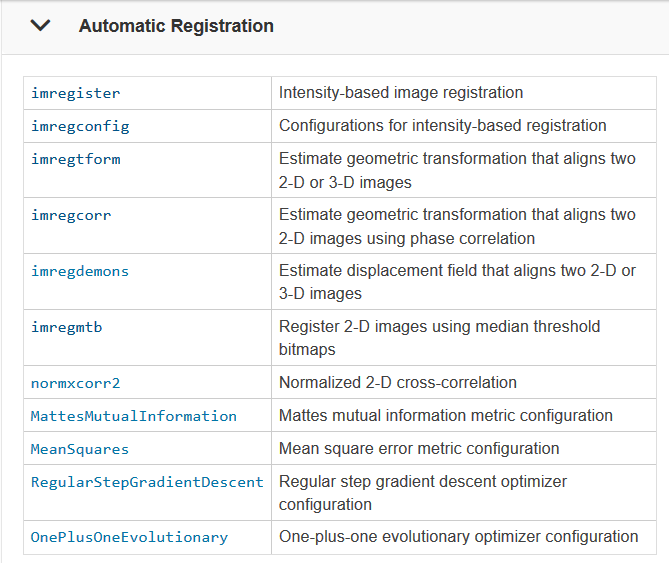 Automatic Registration
imregister Intensity-based image registration
imregconfig Configurations for intensity-based registration
imregtform Estimate geometric transformation that aligns two
2-D or 3-D images
imregcorr Estimate geometric transformation that aligns two
2-D images using phase correlation
imregdemons Estimate displacement field that aligns two 2-D or
3-D images
imregmtb Register 2-D images using median threshold
bitmaps
normxcorr2 Normalized 2-D cross-correlation
MattesMutualInformation Mattes mutual information metric configuration
MeanSquares Mean square error metric configuration
RegularStepGradientDescent Regular step gradient descent optimizer
configuration
OnePlusOneEvolutionary One-plus-one evolutionary optimizer configuration